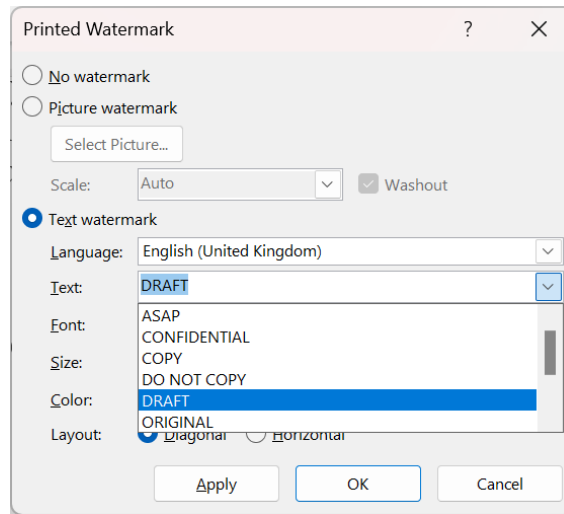 Printed Watermark ?
No watermark
Picture watermark
Select Picture...
Scale: Auto Washout
Text watermark
Language: English (United Kingdom)
Text: DRAFT
ASAP
Font: CONFIDENTIAL
COPY
Size: DO NOT COPY
Color: DRAFT
ORIGINAL
Layout: Diagonal Horizontal
Apply OK Cancel